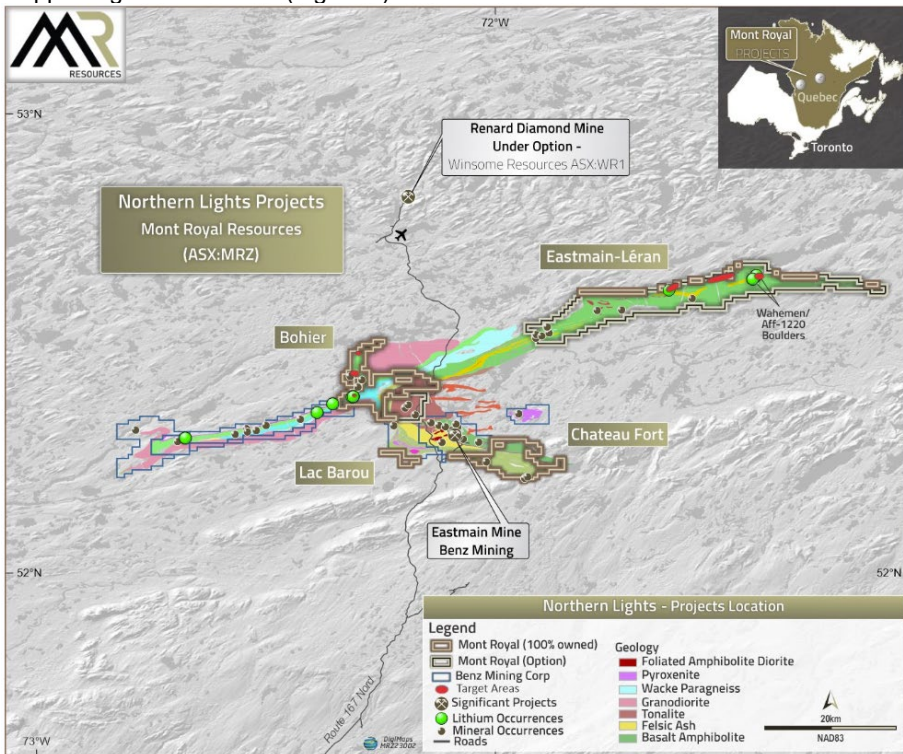 MR
RESOURCES
72°W
Mont Royal
PROJECTS
Quebec
Toronto
53°N
Renard Diamond Mine
Under Option -
Winsome Resources ASX:WR1
Northern Lights Projects
Mont Royal Resources
(ASX:MRZ)
Eastmain-Léran
Wahemen/
Aff-1220
Boulders
Bohier
Chateau Fort
Lac Barou
Eastmain Mine
Benz Mining
52°N
52°N
Northern Lights - Projects Location
Legend
Mont Royal (100% owned)
Mont Royal (Option)
Benz Mining Corp
Target Areas
Significant Projects
Lithium Occurrences
Mineral Occurrences
Roads
Geology
Foliated Amphibolite Diorite
Pyroxenite
Wacke Paragneiss
Granodiorite
Tonalite
Felsic Ash
Basalt Amphibolite
20km
NAD83
Route 167 Nord
73°W
DigiMaps
MR223002